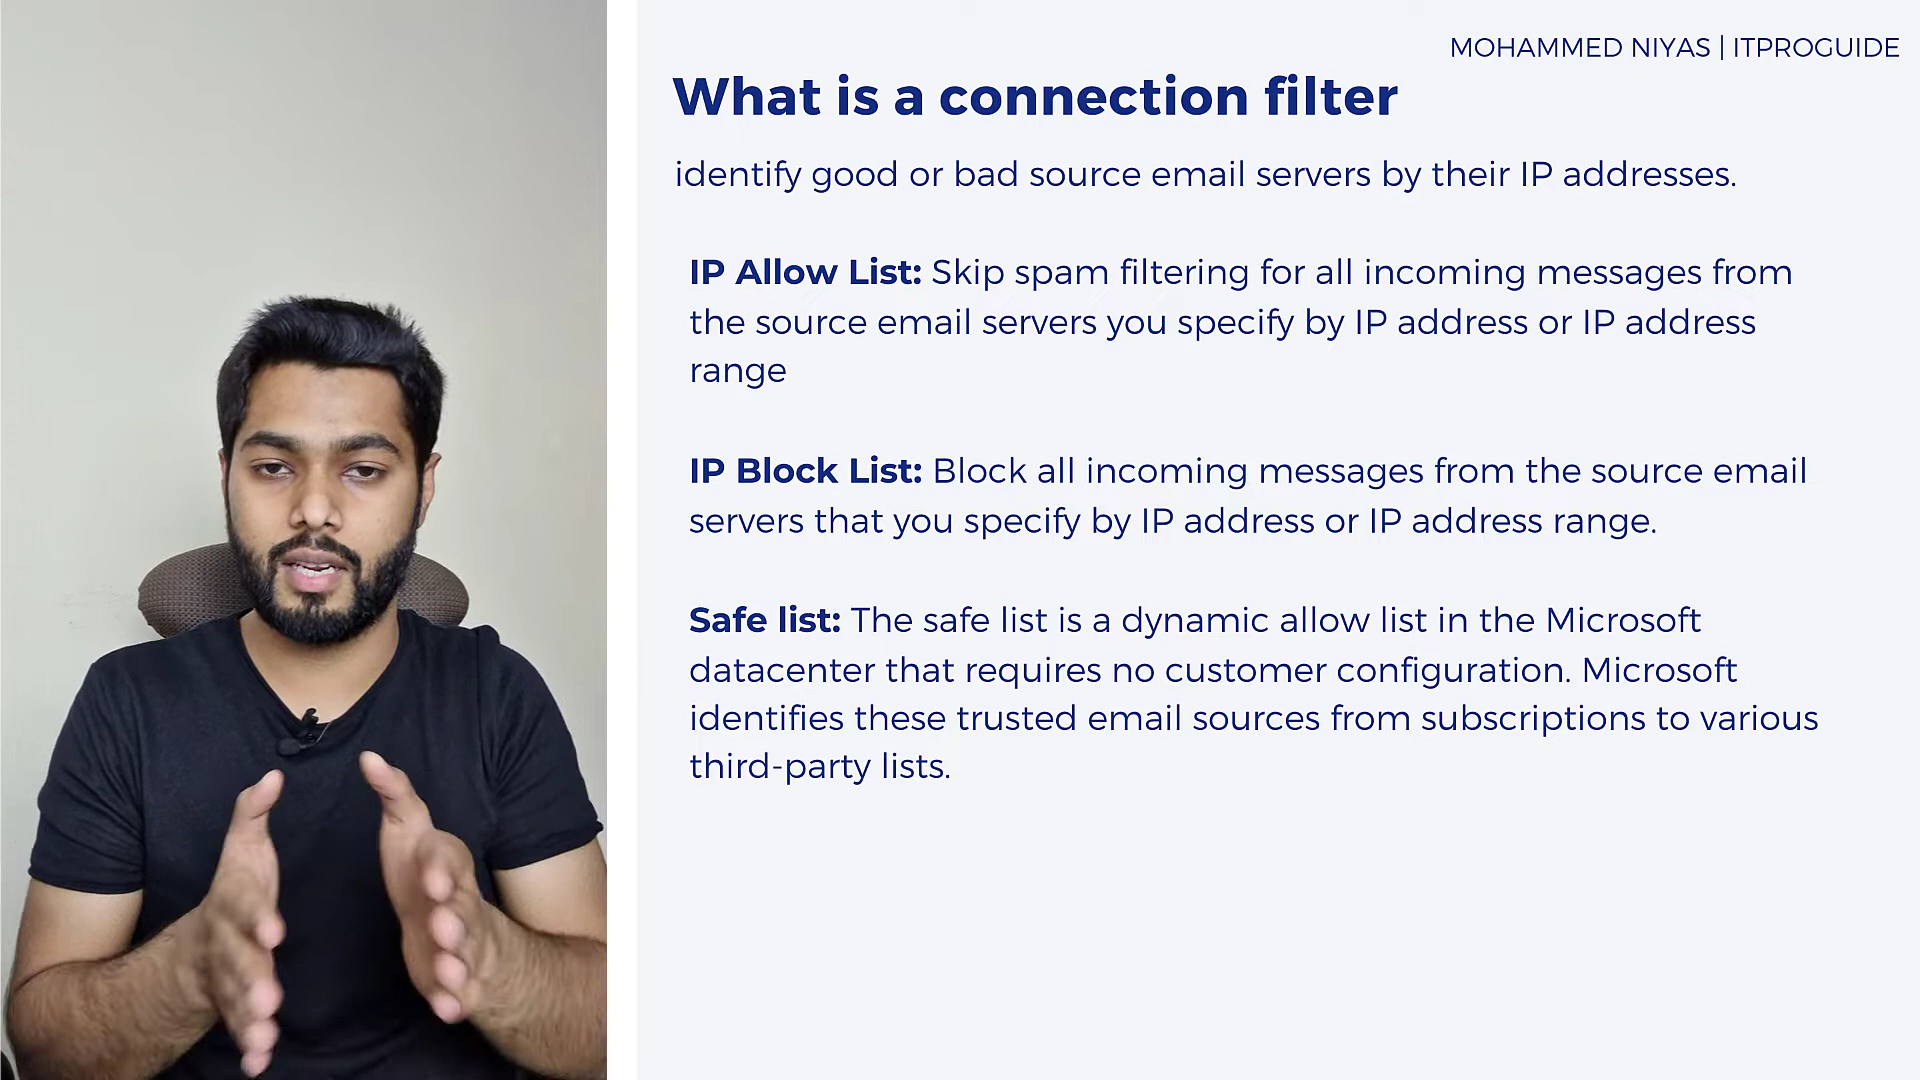 MOHAMMED NIYAS | ITPROGUIDE
What is a connection filter
identify good or bad source email servers by their IP addresses.
IP Allow List: Skip spam filtering for all incoming messages from
the source email servers you specify by IP address or IP address
range
IP Block List: Block all incoming messages from the source email
servers that you specify by IP address or IP address range.
Safe list: The safe list is a dynamic allow list in the Microsoft
datacenter that requires no customer configuration. Microsoft
identifies these trusted email sources from subscriptions to various
third-party lists.